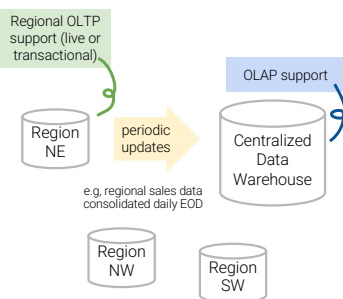 Regional OLTP
support (live or
transactional)
OLAP support
Region
NE
periodic
updates
Centralized
Data
Warehouse
e.g, regional sales data
consolidated daily EOD
Region
NW
Region
SW